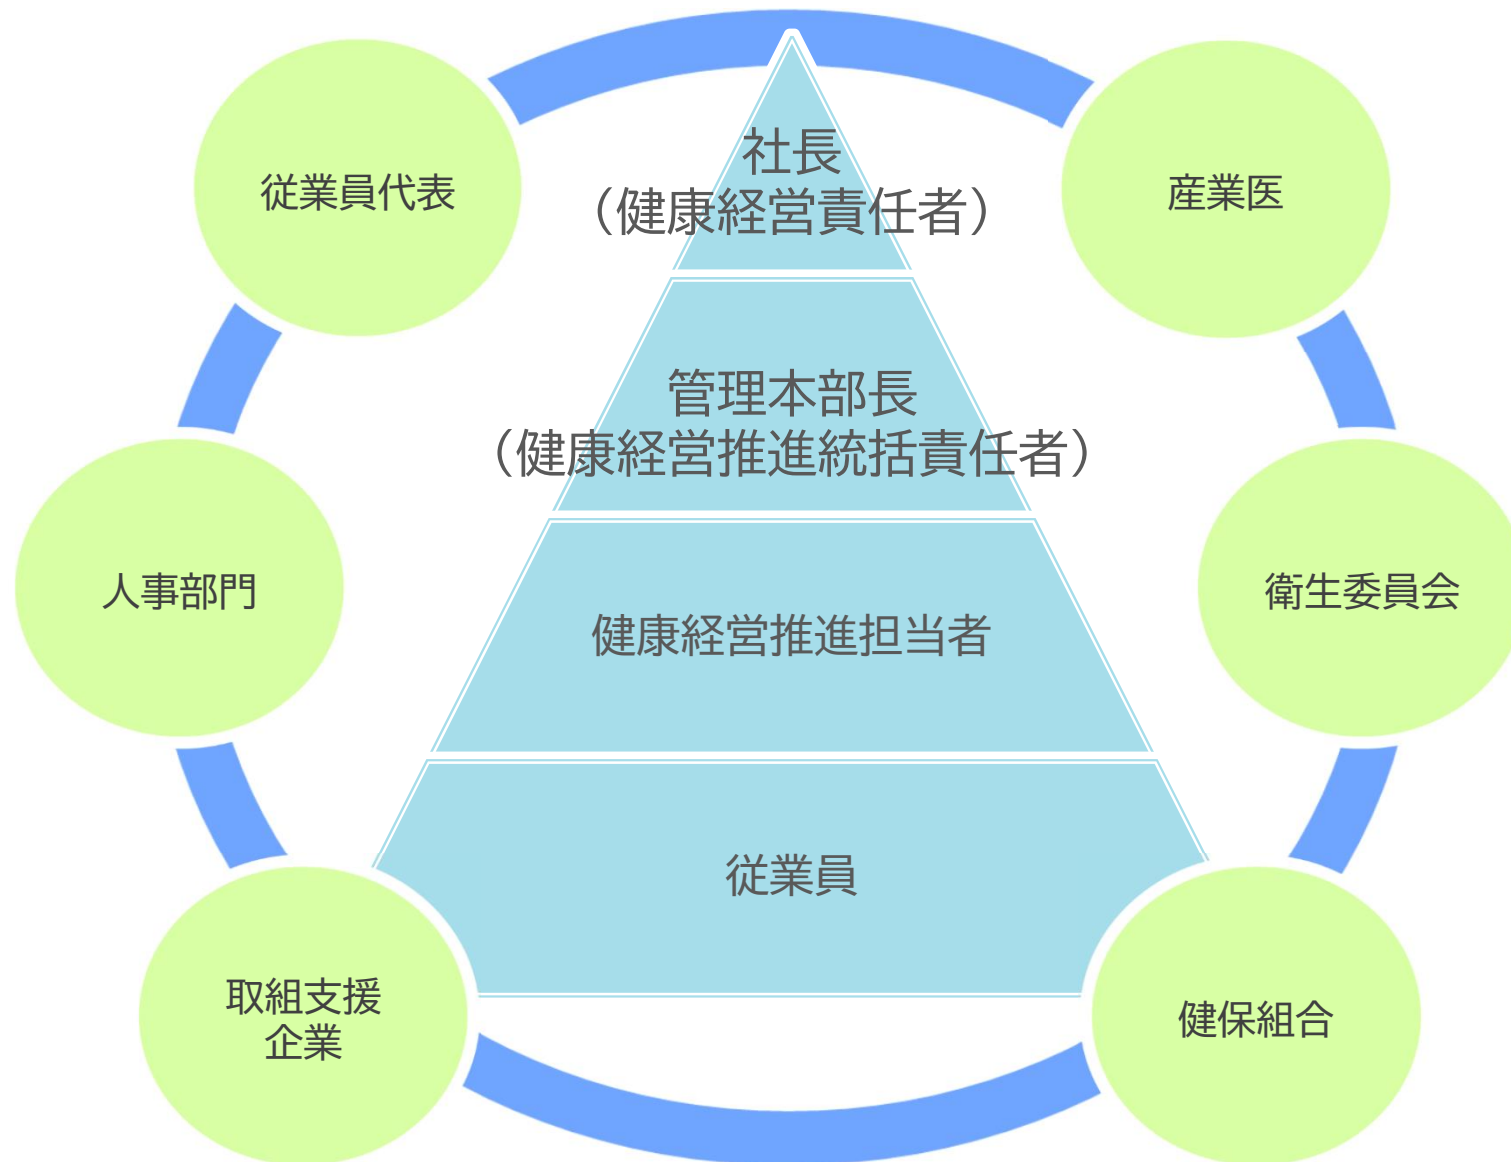 社長
（健康経営責任者）
従業員代表
産業医
管理本部長
（健康経営推進統括責任者）
人事部門
衛生委員会
健康経営推進担当者
従業員
取組支援
企業
健保組合